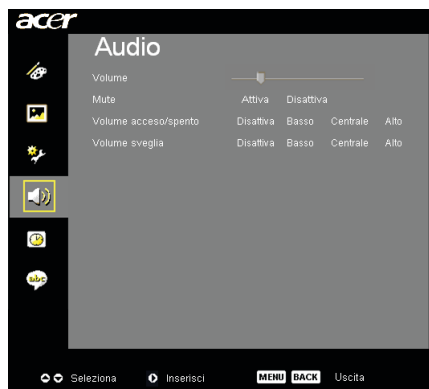 acer
Audio
Volume
Mute Attiva Disattiva
Volume acceso/spento Disattiva Basso Centrale Alto
Volume sveglia Disattiva Basso Centrale Alto
abc
Seleziona Inserisci MENU BACK Uscita